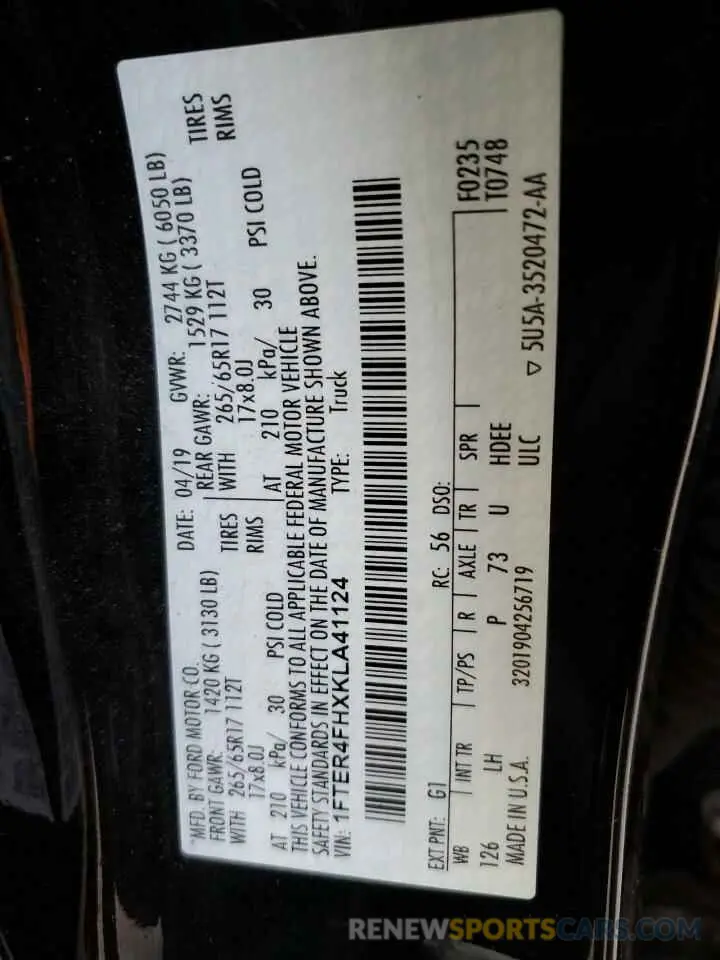 *MFD. BY FORD MOTOR CO.
DATE: 04/19 GVWR: 2744 KG ( 6050 LB)
FRONT GAWR: 1420 KG ( 3130 LB) REAR GAWR: 1529 KG ( 3370 LB)
WITH 265/65R17 112T TIRES WITH 265/65R17 112T TIRES
17x8.0J RIMS 17x8.0J RIMS
AT 210 kPa/ 30 PSI COLD AT 210 kPa/ 30 PSI COLD
THIS VEHICLE CONFORMS TO ALL APPLICABLE FEDERAL MOTOR VEHICLE
SAFETY STANDARDS IN EFFECT ON THE DATE OF MANUFACTURE SHOWN ABOVE.
VIN: 1FTER4FHXKLA41124 TYPE: Truck
F0235
EXT PNT: G1 RC: 56 DSO: T0748
WB INT TR TP/PS R AXLE TR SPR
126 LH P 73 U HDEE
MADE IN U.S.A. 3201904256719 ULC ▽ 5U5A-3520472-AA
RENEWSPORTSCARS.COM